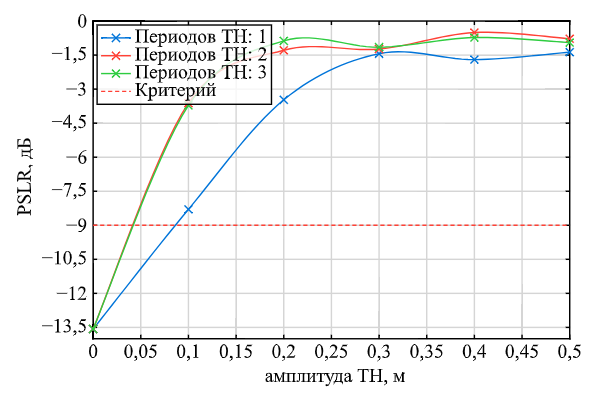 0
−1,5
−3
−4,5
−6
−7,5
−9
−10,5
−12
−13,5
PSLR, дБ
Периодов ТН: 1
Периодов ТН: 2
Периодов ТН: 3
Критерий
0 0,05 0,1 0,15 0,2 0,25 0,3 0,35 0,4 0,45 0,5
амплитуда ТН, м